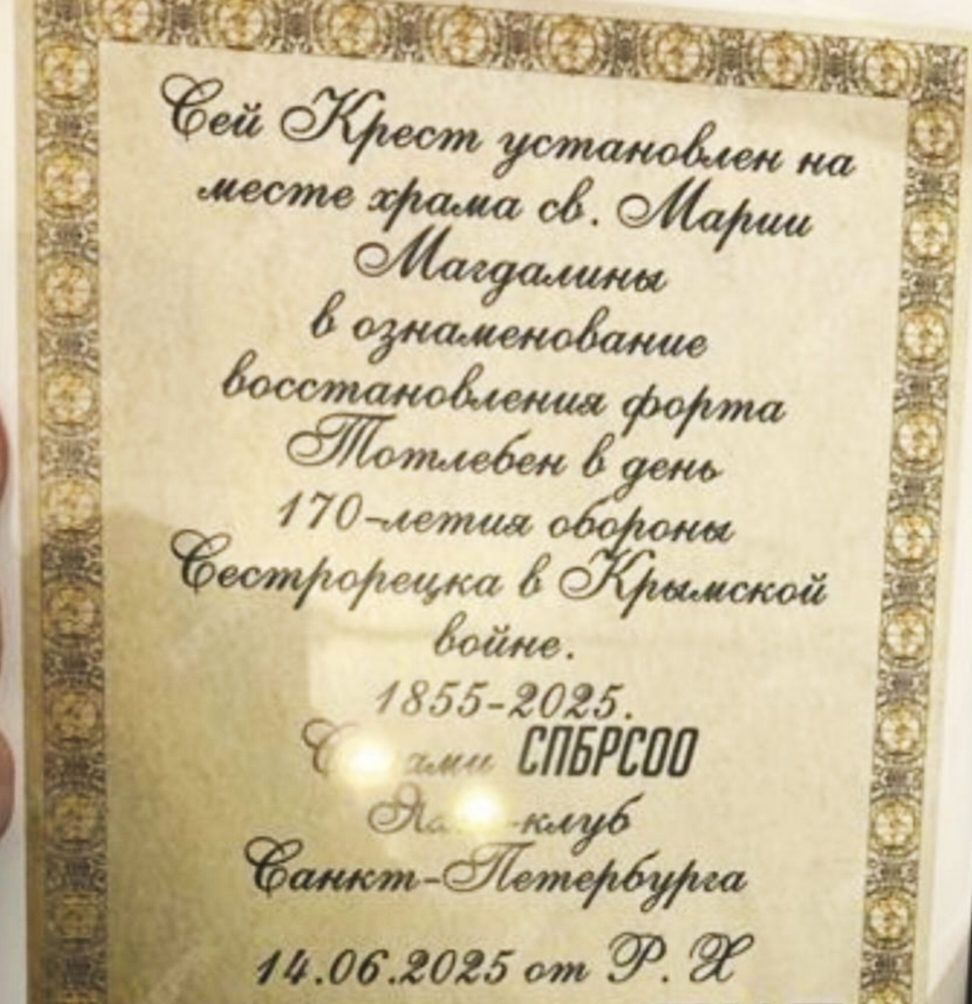 Сей Крест установлен на
месте храма св. Марии
Магдалины
в ознаменование
восстановления форта
Тотлебен в день
170-летия обороны
Сестрорецка в Крымской
войне.
1855-2025.
СПБРСОО
-клуб
Санкт-Петербурга
14.06.2025 от Р. Х